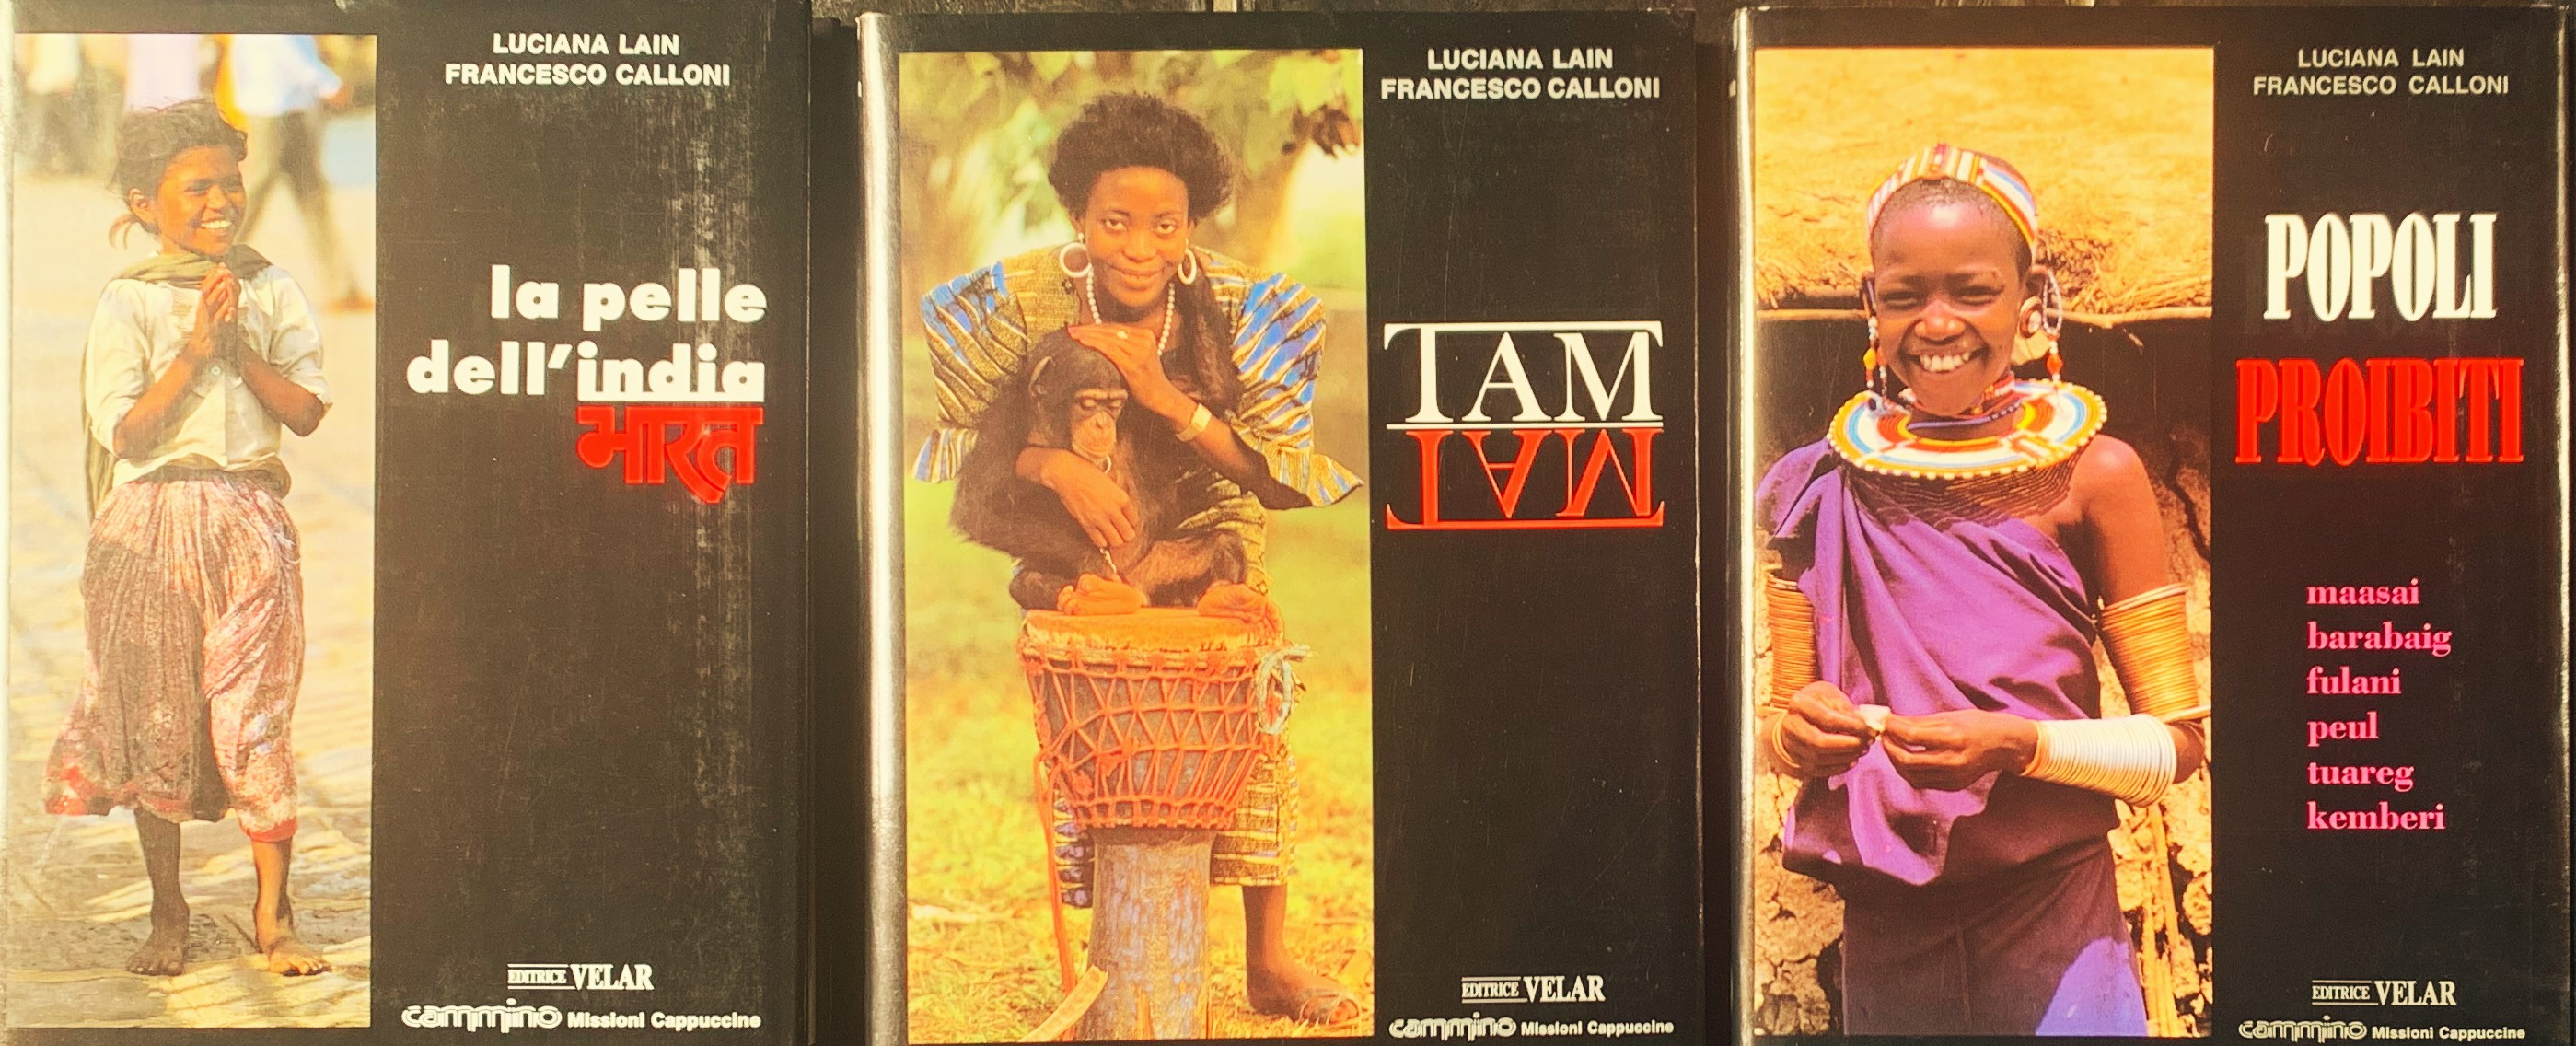 LUCIANA LAIN
FRANCESCO CALLONI
la pelle
dell'india
भारत
EDITRICE VELAR
cammino Missioni Cappuccine
LUCIANA LAIN
FRANCESCO CALLONI
TAM
TAM
EDITRICE VELAR
cammino Missioni Cappuccine
LUCIANA LAIN
FRANCESCO CALLONI
POPOLI
PROIBITI
maasai
barabaig
fulani
peul
tuareg
kemberi
EDITRICE VELAR
cammino Missioni Cappuccine